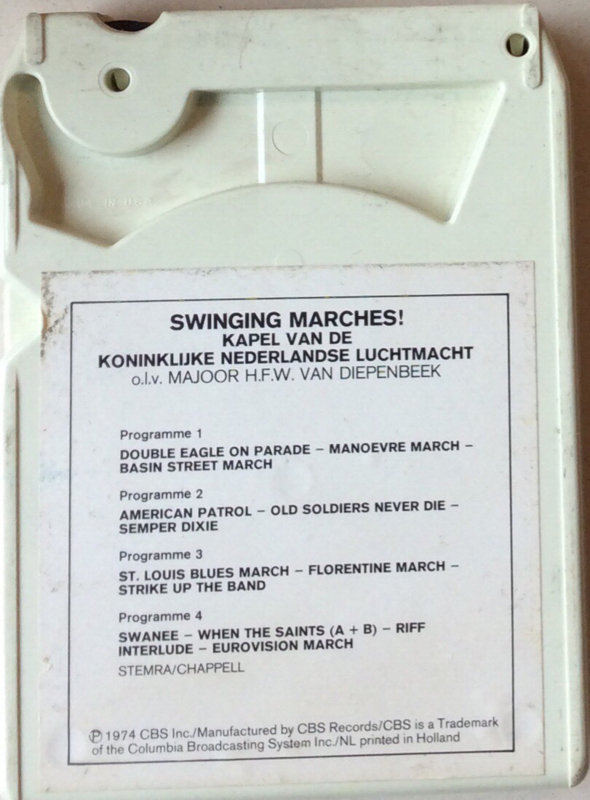 SWINGING MARCHES!
KAPEL VAN DE
KONINKLIJKE NEDERLANDSE LUCHTMACHT
o.l.v. MAJOOR H.F.W. VAN DIEPENBEEK
Programme 1
DOUBLE EAGLE ON PARADE – MANOEVRE MARCH –
BASIN STREET MARCH
Programme 2
AMERICAN PATROL – OLD SOLDIERS NEVER DIE –
SEMPER DIXIE
Programme 3
ST. LOUIS BLUES MARCH – FLORENTINE MARCH –
STRIKE UP THE BAND
Programme 4
SWANEE – WHEN THE SAINTS (A + B) – RIFF
INTERLUDE – EUROVISION MARCH
STEMRA/CHAPPELL
℗ 1974 CBS Inc./Manufactured by CBS Records/CBS is a Trademark
of the Columbia Broadcasting System Inc./NL printed in Holland